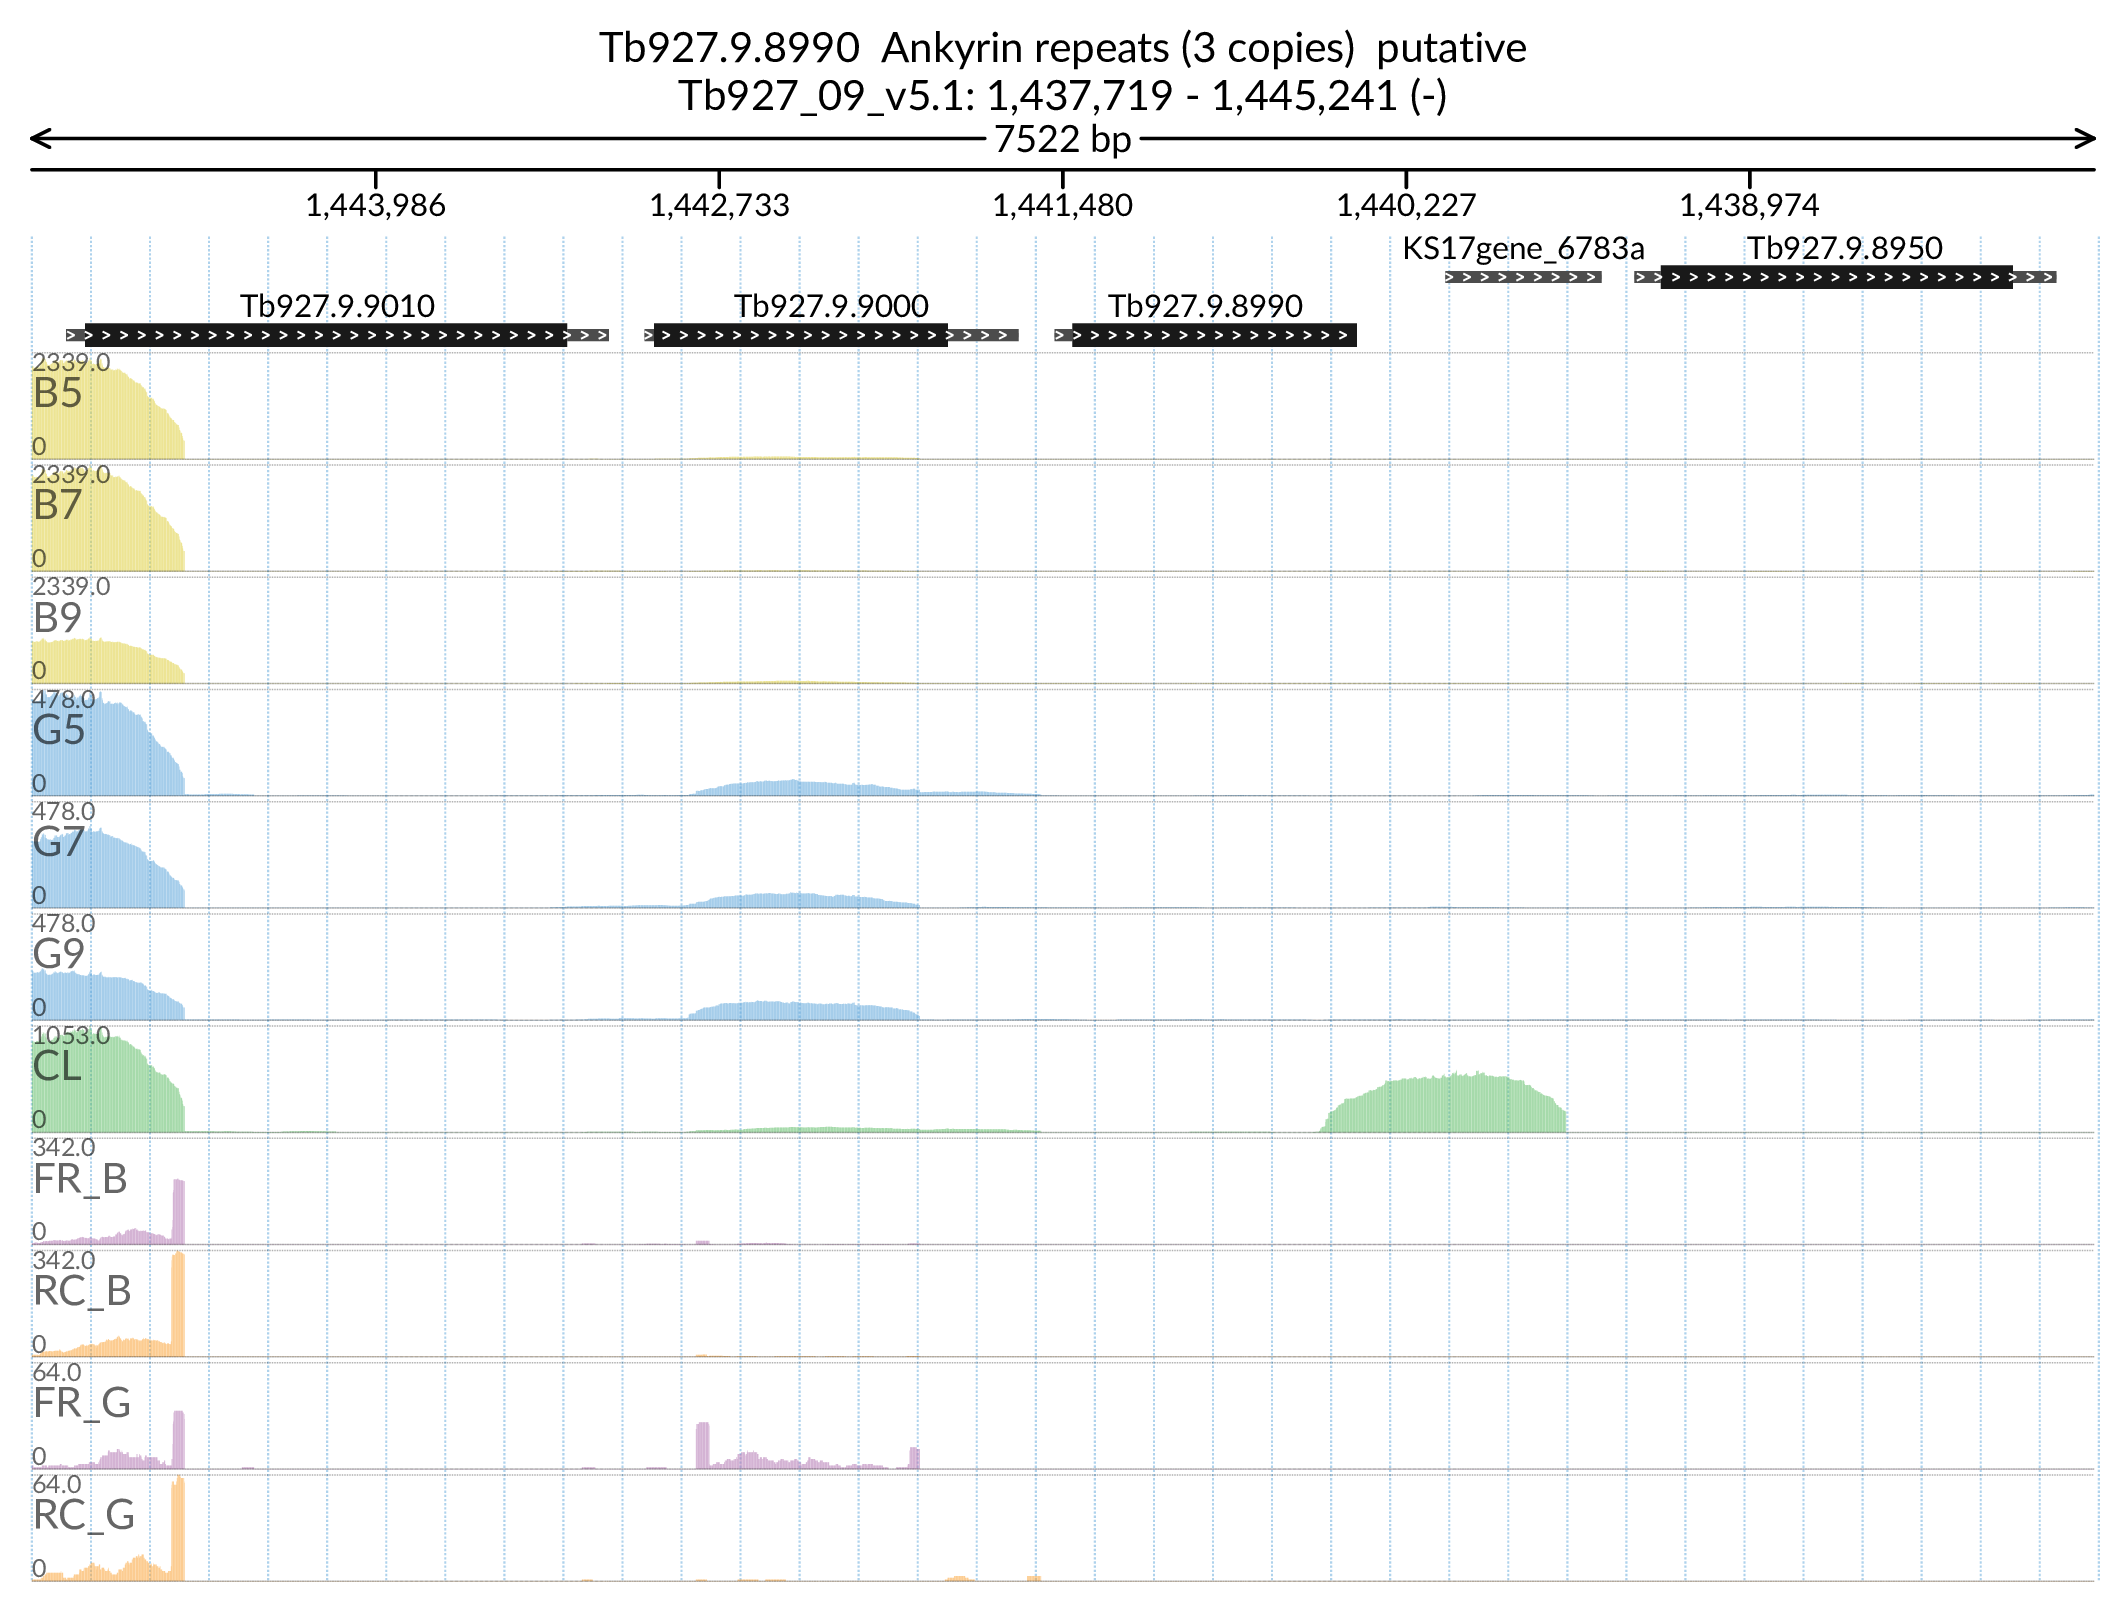 Tb927.9.8990 Ankyrin repeats (3 copies) putative
Tb927_09_v5.1: 1,437,719 - 1,445,241 (-)
7522 bp
1,443,986 1,442,733 1,441,480 1,440,227 1,438,974
KS17gene_6783a Tb927.9.8950
Tb927.9.9010 Tb927.9.9000 Tb927.9.8990
2339.0
B5
0
2339.0
B7
0
2339.0
B9
0
478.0
G5
0
478.0
G7
0
478.0
G9
0
1053.0
CL
0
342.0
FR_B
0
342.0
RC_B
0
64.0
FR_G
0
64.0
RC_G
0